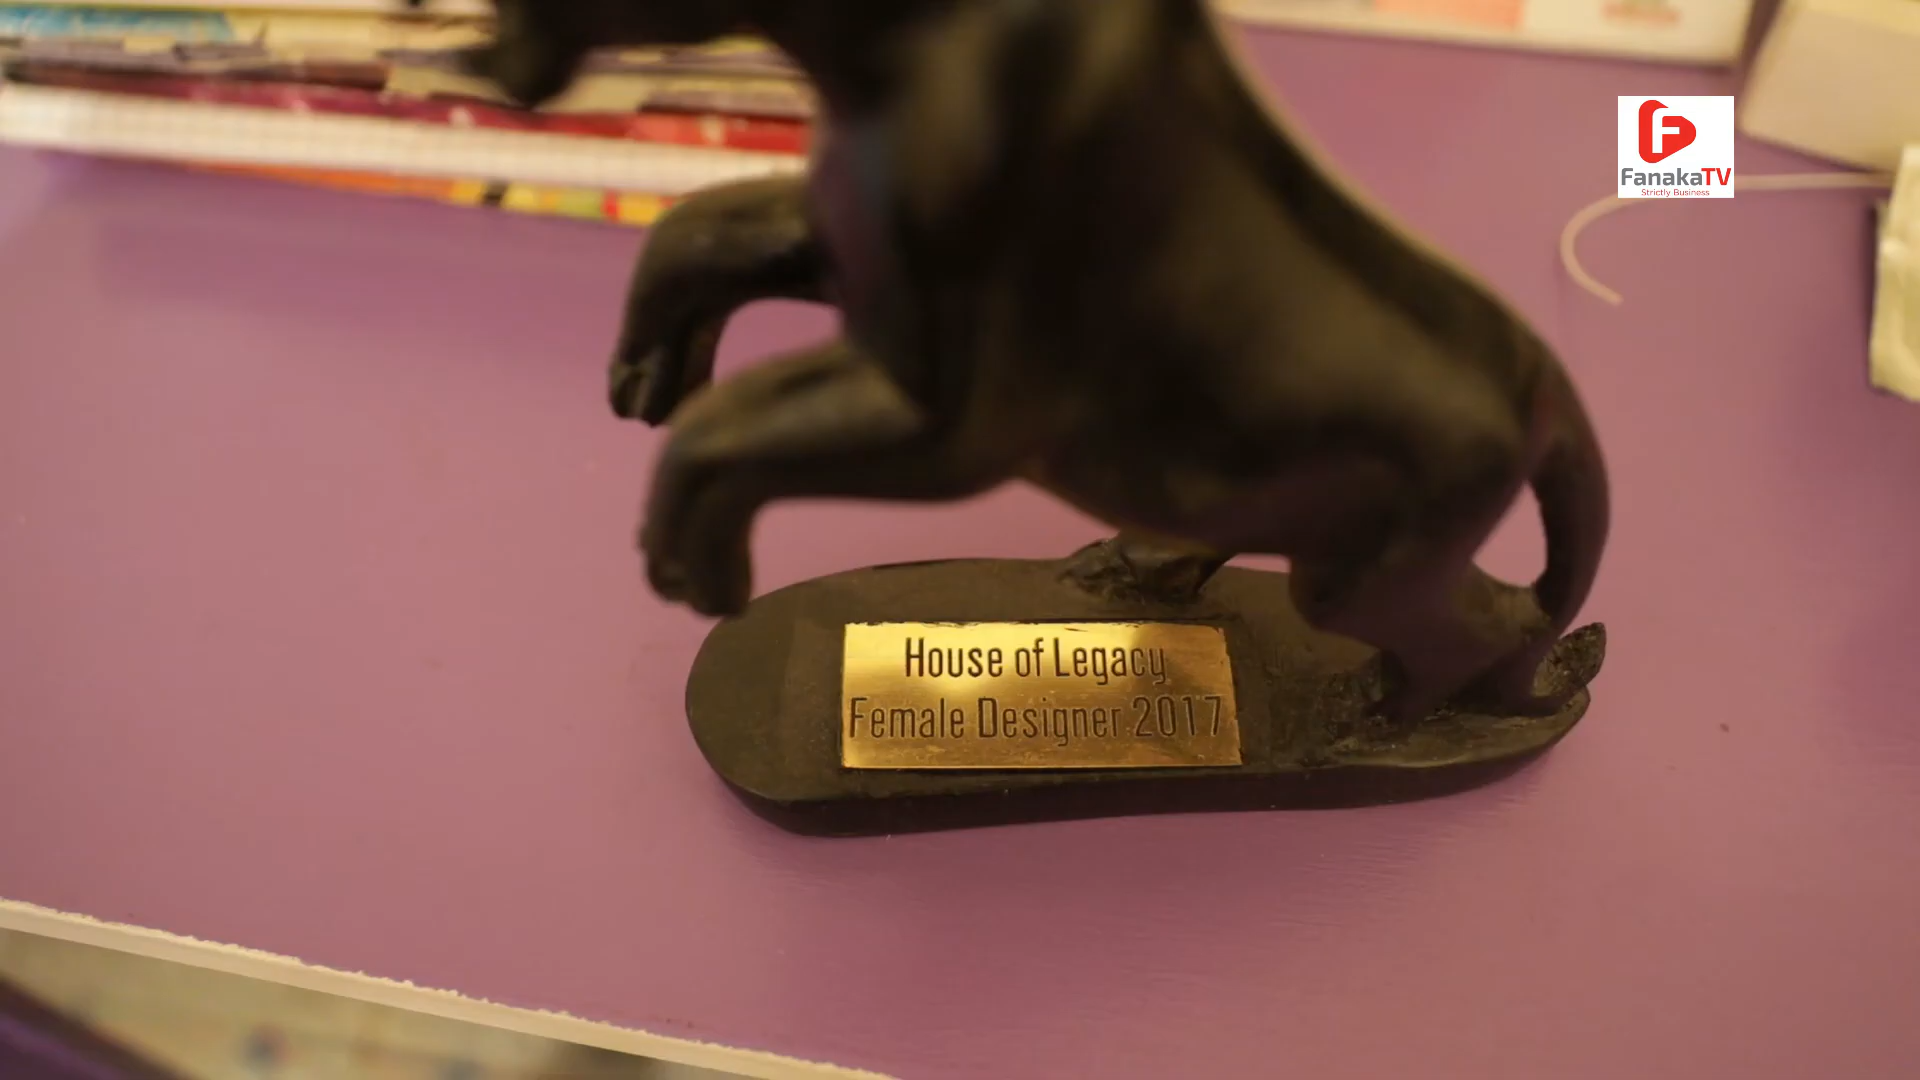 FanakaTV
Strictly Business
House of Legacy
Female Designer 2017